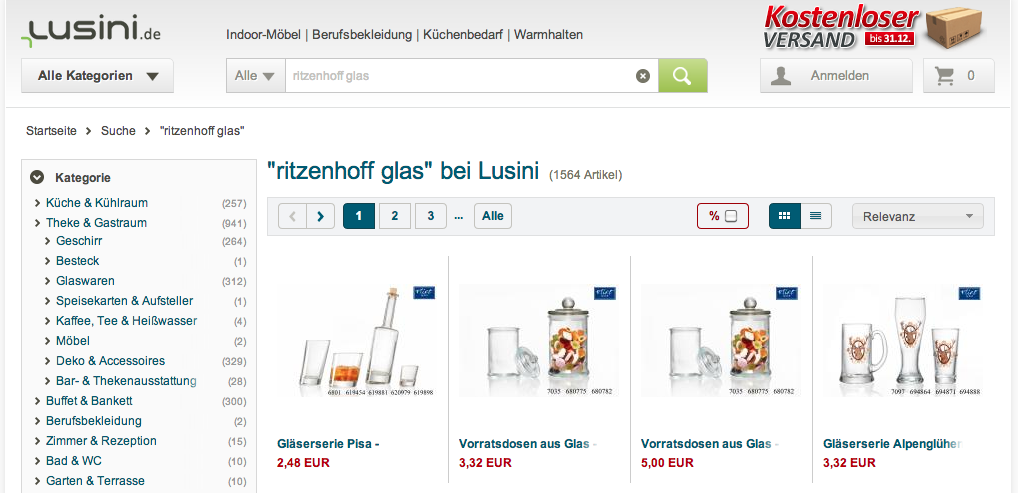 Lusini.de
Indoor-Möbel | Berufsbekleidung | Küchenbedarf | Warmhalten
Kostenloser
VERSAND bis 31.12.
Alle Kategorien
Alle
ritzenhoff glas
Anmelden
0
Startseite > Suche > "ritzenhoff glas"
Kategorie
Küche & Kühlraum (257)
Theke & Gastraum (941)
Geschirr (264)
Besteck (1)
Glaswaren (312)
Speisekarten & Aufsteller (1)
Kaffee, Tee & Heißwasser (4)
Möbel (2)
Deko & Accessoires (329)
Bar- & Thekenausstattung (28)
Buffet & Bankett (300)
Berufsbekleidung (2)
Zimmer & Rezeption (15)
Bad & WC (10)
Garten & Terrasse (10)
"ritzenhoff glas" bei Lusini (1564 Artikel)
1 2 3 ... Alle
%
Relevanz
6801 619454 619881 620979 619898
Gläserserie Pisa -
2,48 EUR
7035 680775 680782
Vorratsdosen aus Glas -
3,32 EUR
7035 680775 680782
Vorratsdosen aus Glas -
5,00 EUR
7097 694864 694871 694888
Gläserserie Alpenglühen
3,32 EUR